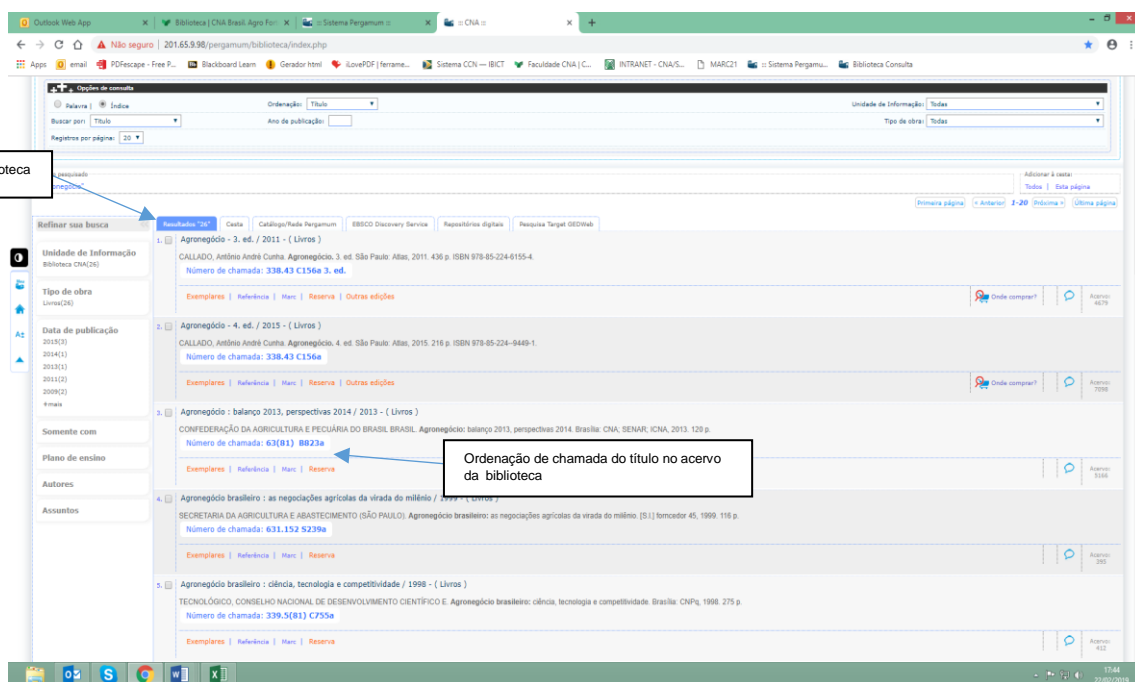 Outlook Web App
Biblioteca | CNA Brasil. Agro For
:: Sistema Pergamum ::
:: CNA ::
Não seguro | 201.65.9.98/pergamum/biblioteca/index.php
Apps
email
PDFescape - Free P...
Blackboard Learn
Gerador html
iLovePDF | ferrame...
Sistema CCN — IBICT
Faculdade CNA | C...
INTRANET - CNA/S...
MARC21
:: Sistema Pergamu...
Biblioteca Consulta
Opções de consulta
Palavra | Índice
Ordenação: Título
Unidade de Informação: Todas
Buscar por: Título
Ano de publicação:
Tipo de obra: Todas
Registros por página: 20
oteca
pesquisado
Adicionar à cesta:
Todos | Esta página
Primeira página < Anterior 1-20 Próxima > Última página
Refinar sua busca
Resultados "26"
Cesta
Catálogo/Rede Pergamum
EBSCO Discovery Service
Repositórios digitais
Pesquisa Target GEDWeb
Unidade de Informação
Biblioteca CNA(26)
Tipo de obra
Livros(26)
Data de publicação
2015(3)
2014(1)
2013(1)
2011(2)
2009(2)
+mais
Somente com
Plano de ensino
Autores
Assuntos
1. Agronegócio - 3. ed. / 2011 - ( Livros )
CALLADO, Antônio André Cunha. Agronegócio. 3. ed. São Paulo: Atlas, 2011. 436 p. ISBN 978-85-224-6155-4.
Número de chamada: 338.43 C156a 3. ed.
Exemplares | Referência | Marc | Reserva | Outras edições
Onde comprar?
Acervo: 4679
2. Agronegócio - 4. ed. / 2015 - ( Livros )
CALLADO, Antônio André Cunha. Agronegócio. 4. ed. São Paulo: Atlas, 2015. 216 p. ISBN 978-85-224--9449-1.
Número de chamada: 338.43 C156a
Exemplares | Referência | Marc | Reserva | Outras edições
Onde comprar?
Acervo:
3. Agronegócio : balanço 2013, perspectivas 2014 / 2013 - ( Livros )
CONFEDERAÇÃO DA AGRICULTURA E PECUÁRIA DO BRASIL BRASIL. Agronegócio: balanço 2013, perspectivas 2014. Brasília: CNA; SENAR; ICNA, 2013. 120 p.
Número de chamada: 63(81) B823a
Ordenação de chamada do título no acervo
da biblioteca
Exemplares | Referência | Marc | Reserva
Acervo:
4. Agronegócio brasileiro : as negociações agrícolas da virada do milênio / 1999 - ( Livros )
SECRETARIA DA AGRICULTURA E ABASTECIMENTO (SÃO PAULO). Agronegócio brasileiro: as negociações agrícolas da virada do milênio. [S.l.] forncedor 45, 1999. 116 p.
Número de chamada: 631.152 S239a
Exemplares | Referência | Marc | Reserva
Acervo:
5. Agronegócio brasileiro : ciência, tecnologia e competitividade / 1998 - ( Livros )
TECNOLÓGICO, CONSELHO NACIONAL DE DESENVOLVIMENTO CIENTÍFICO E. Agronegócio brasileiro: ciência, tecnologia e competitividade. Brasília: CNPq, 1998. 275 p.
Número de chamada: 339.5(81) C755a
Exemplares | Referência | Marc | Reserva
Acervo: 412
17:44
22/02/2019